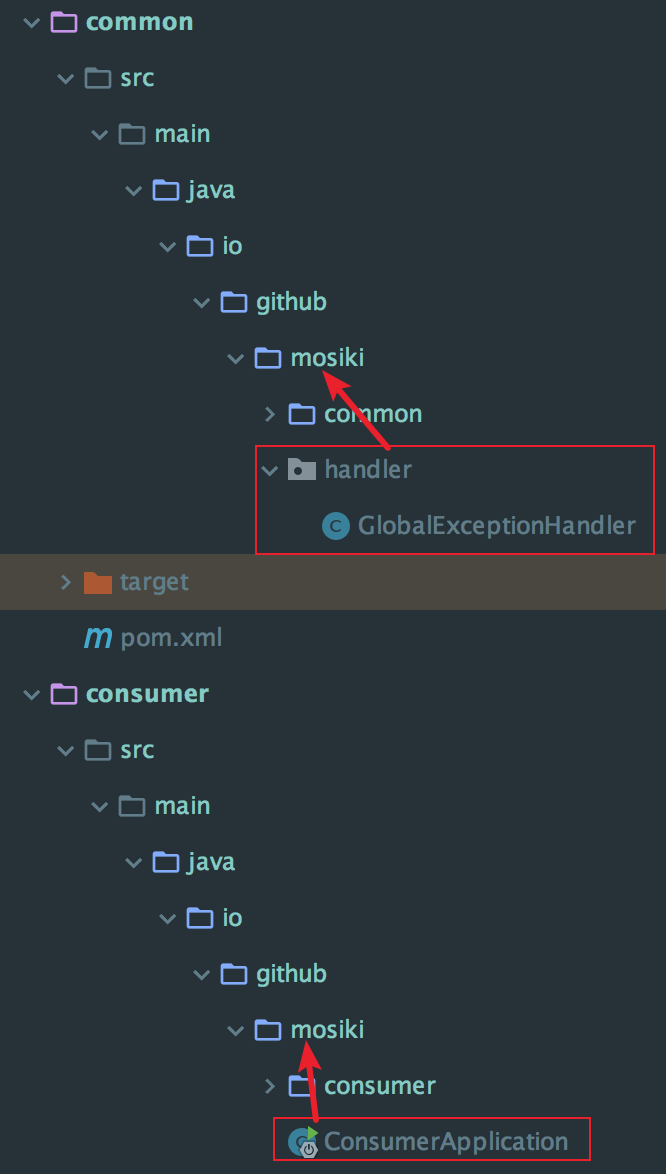 common
src
main
java
io
github
mosiki
common
handler
GlobalExceptionHandler
target
pom.xml
consumer
src
main
java
io
github
mosiki
consumer
ConsumerApplication